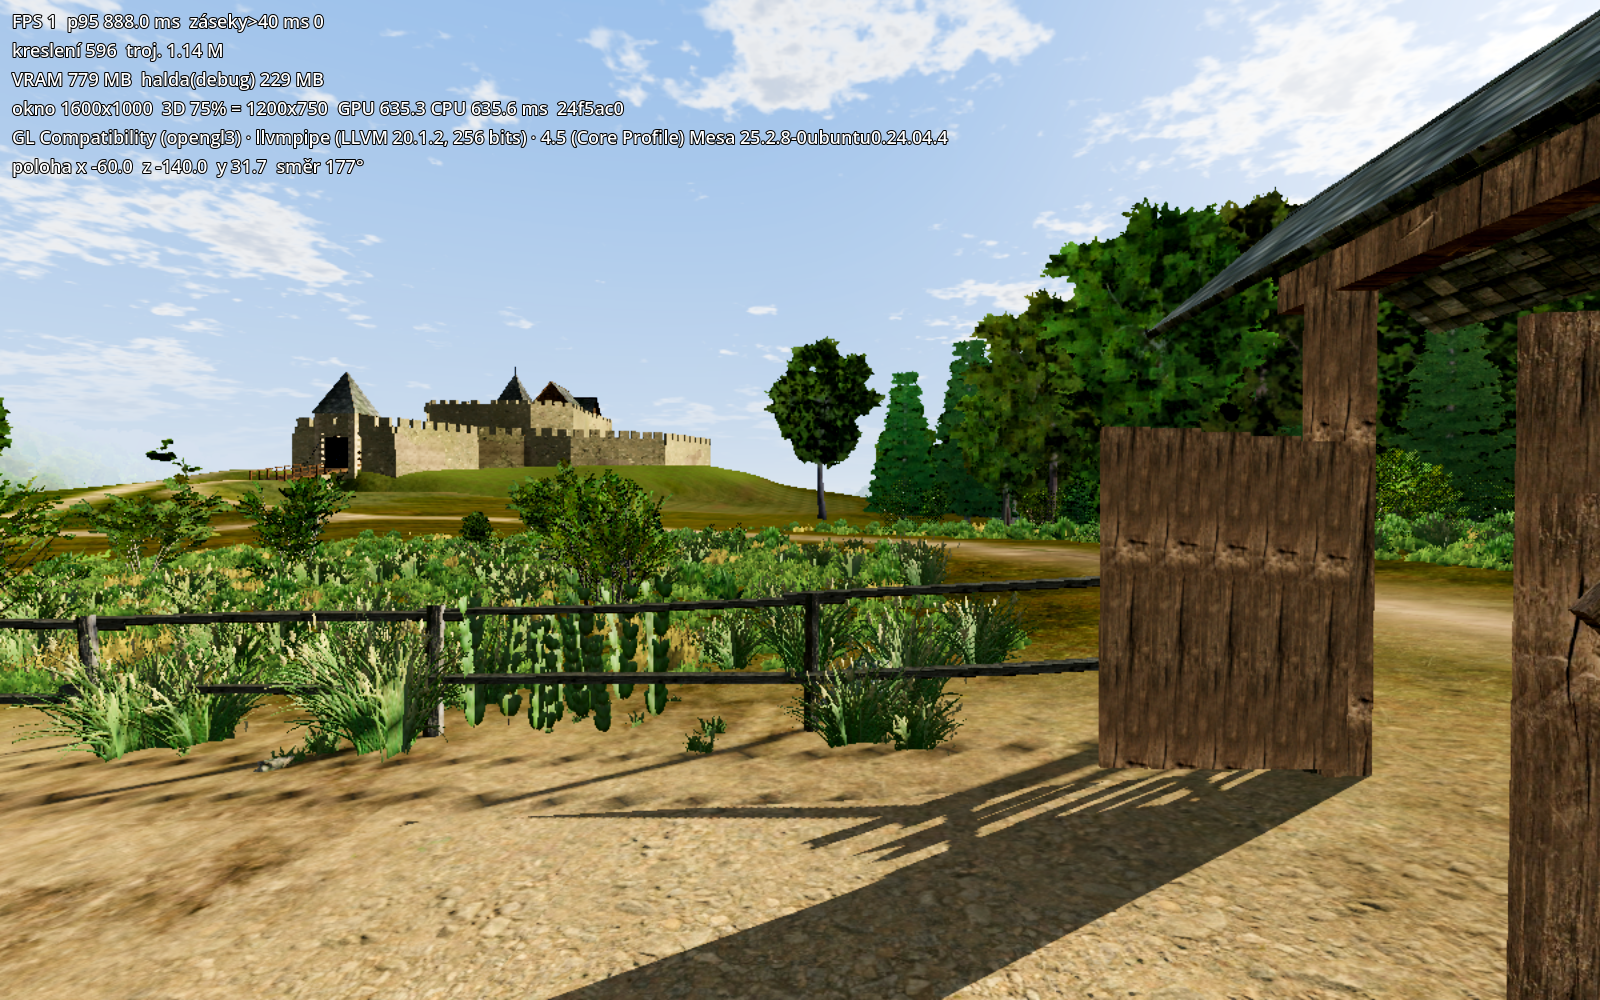 FPS 1  p95 888.0 ms  záseky>40 ms 0
kreslení 596  troj. 1.14 M
VRAM 779 MB  halda(debug) 229 MB
okno 1600x1000  3D 75% = 1200x750  GPU 635.3 CPU 635.6 ms  24f5ac0
GL Compatibility (opengl3) · llvmpipe (LLVM 20.1.2, 256 bits) · 4.5 (Core Profile) Mesa 25.2.8-0ubuntu0.24.04.4
poloha x -60.0  z -140.0  y 31.7  směr 177°